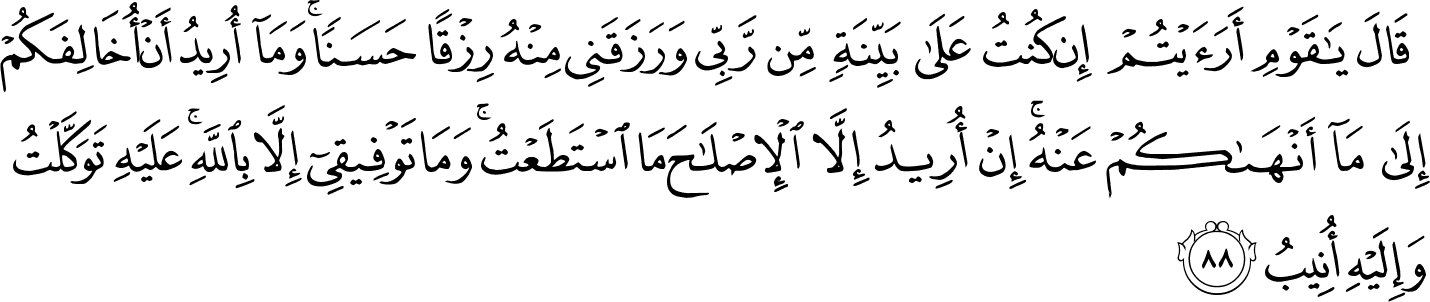 قَالَ يَـٰقَوْمِ أَرَءَيْتُمْ إِن كُنتُ عَلَىٰ بَيِّنَةٍ مِّن رَّبِّى وَرَزَقَنِى مِنْهُ رِزْقًا حَسَنًا ۚ وَمَآ أُرِيدُ أَنْ أُخَالِفَكُمْ
إِلَىٰ مَآ أَنْهَىٰكُمْ عَنْهُ ۚ إِنْ أُرِيدُ إِلَّا ٱلْإِصْلَـٰحَ مَا ٱسْتَطَعْتُ ۚ وَمَا تَوْفِيقِىٓ إِلَّا بِٱللَّهِ ۚ عَلَيْهِ تَوَكَّلْتُ
وَإِلَيْهِ أُنِيبُ ٨٨